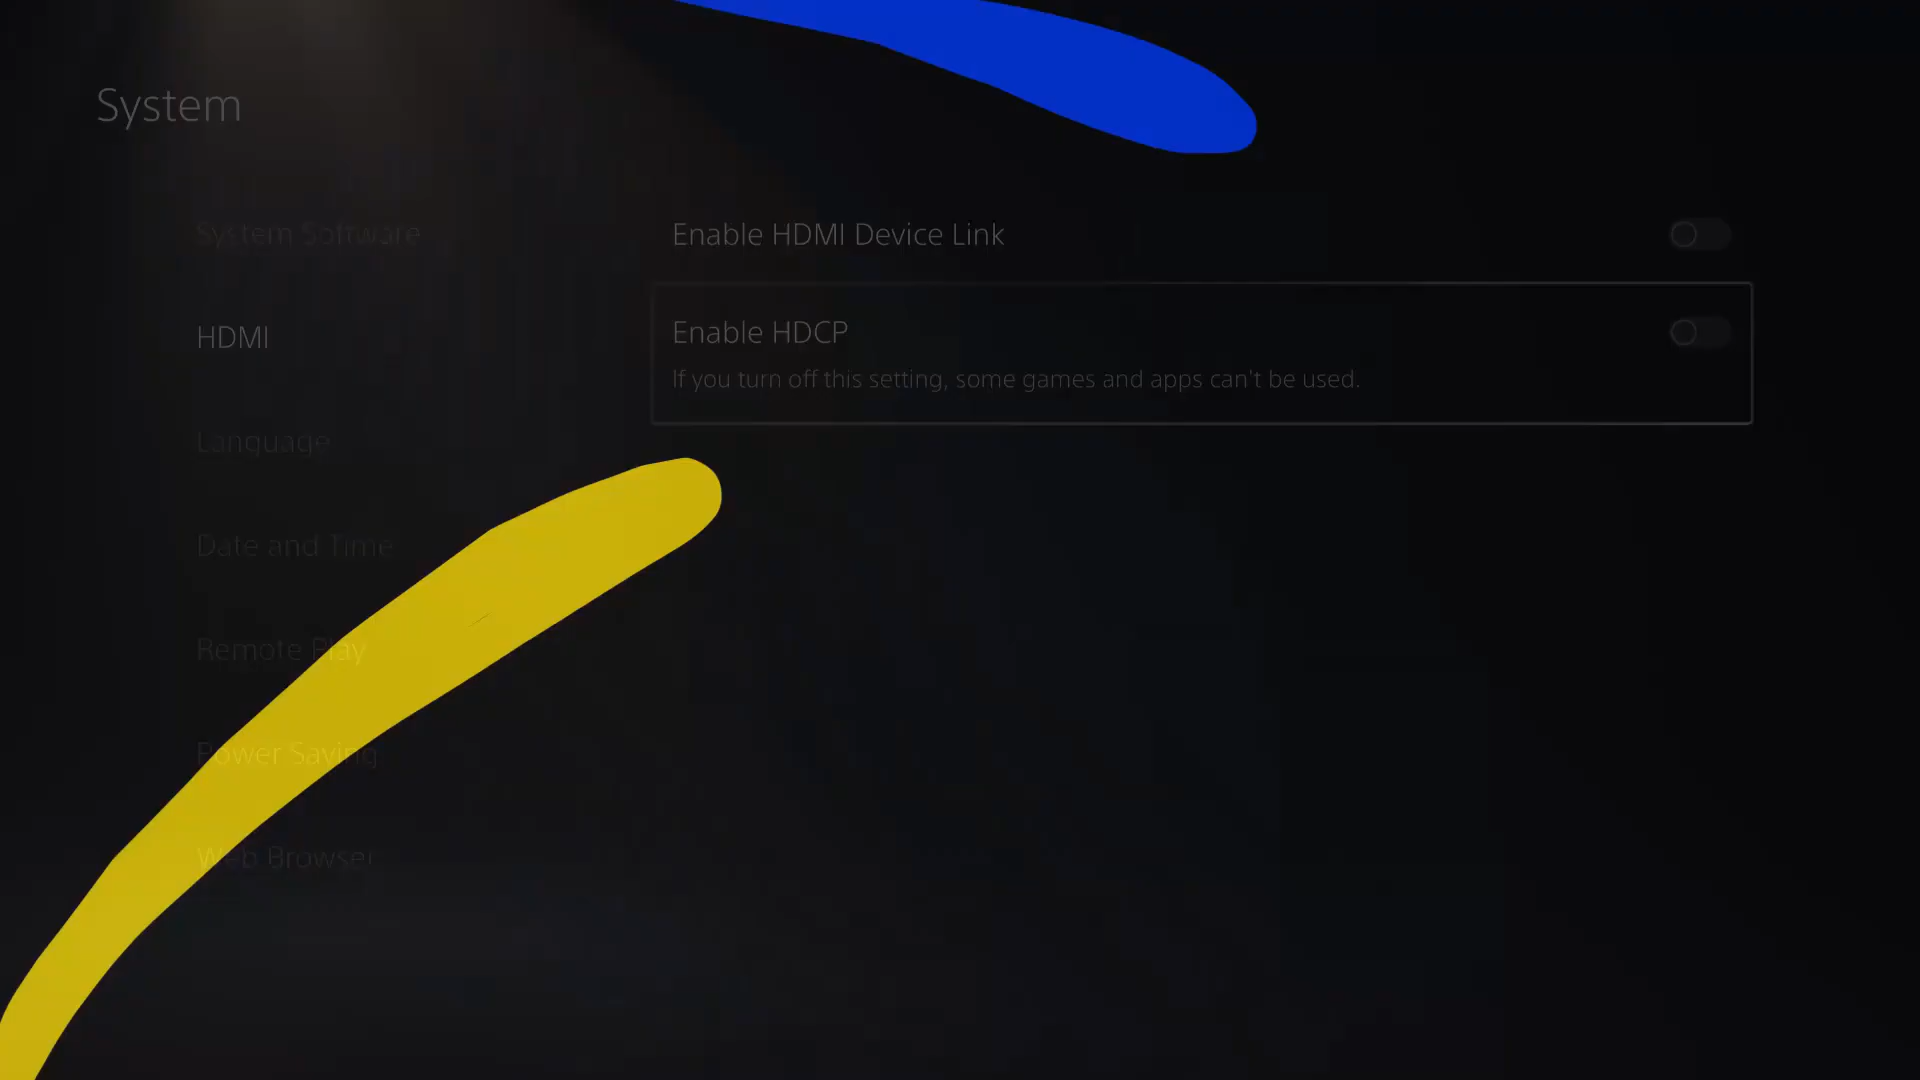 System
System Software
HDMI
Language
Date and Time
Remote Play
Power Saving
Web Browser
Enable HDMI Device Link
Enable HDCP
If you turn off this setting, some games and apps can't be used.